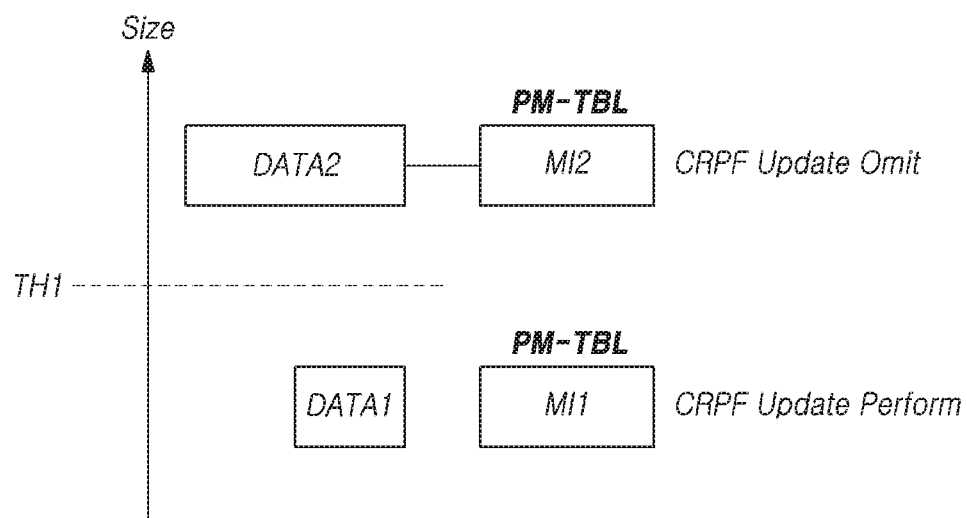 Size
PM-TBL
DATA2 MI2 CRPF Update Omit
TH1
PM-TBL
DATA1 MI1 CRPF Update Perform